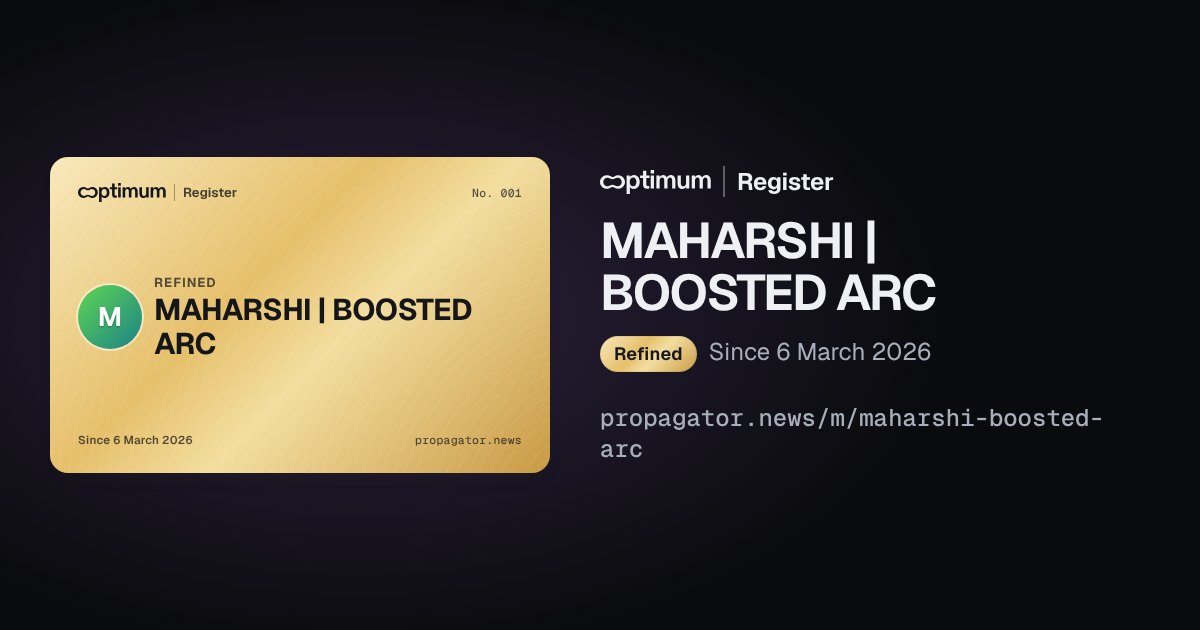 optimum | Register
No. 001
REFINED
M
MAHARSHI | BOOSTED
ARC
Since 6 March 2026
propagator.news
optimum | Register
MAHARSHI |
BOOSTED ARC
Refined Since 6 March 2026
propagator.news/m/maharshi-boosted-
arc